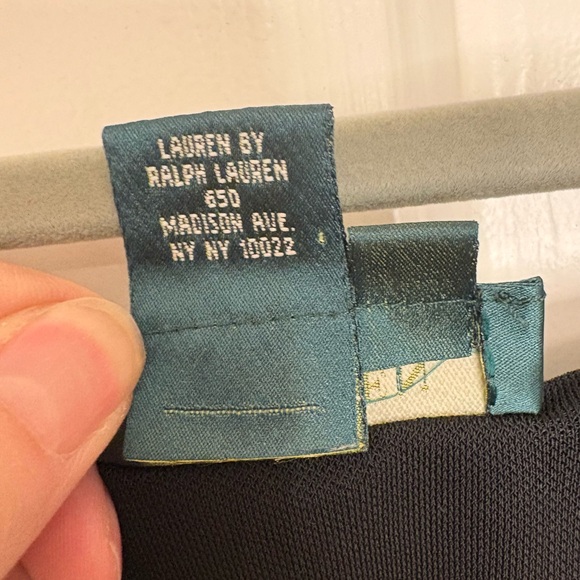 LAUREN BY
RALPH LAUREN
650
MADISON AVE.
NY NY 10022